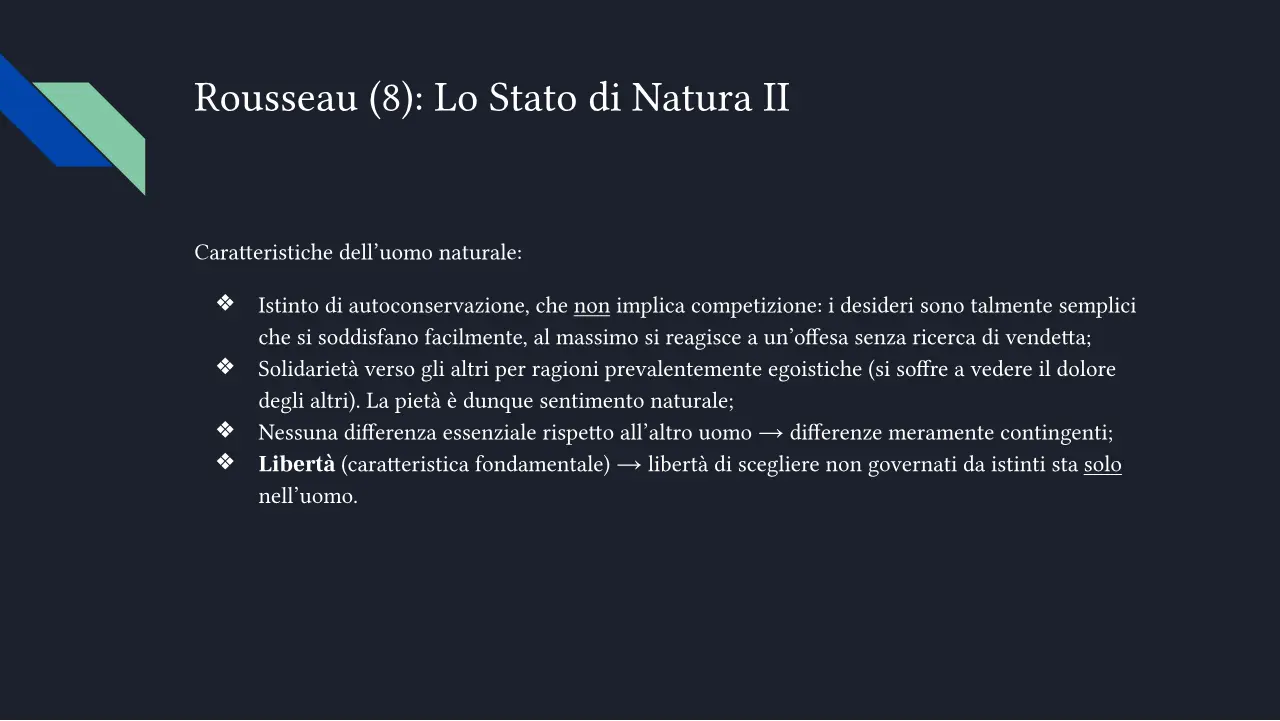 Rousseau (8): Lo Stato di Natura II
Caratteristiche dell’uomo naturale:
❖ Istinto di autoconservazione, che non implica competizione: i desideri sono talmente semplici
che si soddisfano facilmente, al massimo si reagisce a un’offesa senza ricerca di vendetta;
❖ Solidarietà verso gli altri per ragioni prevalentemente egoistiche (si soffre a vedere il dolore
degli altri). La pietà è dunque sentimento naturale;
❖ Nessuna differenza essenziale rispetto all’altro uomo → differenze meramente contingenti;
❖ Libertà (caratteristica fondamentale) → libertà di scegliere non governati da istinti sta solo
nell’uomo.